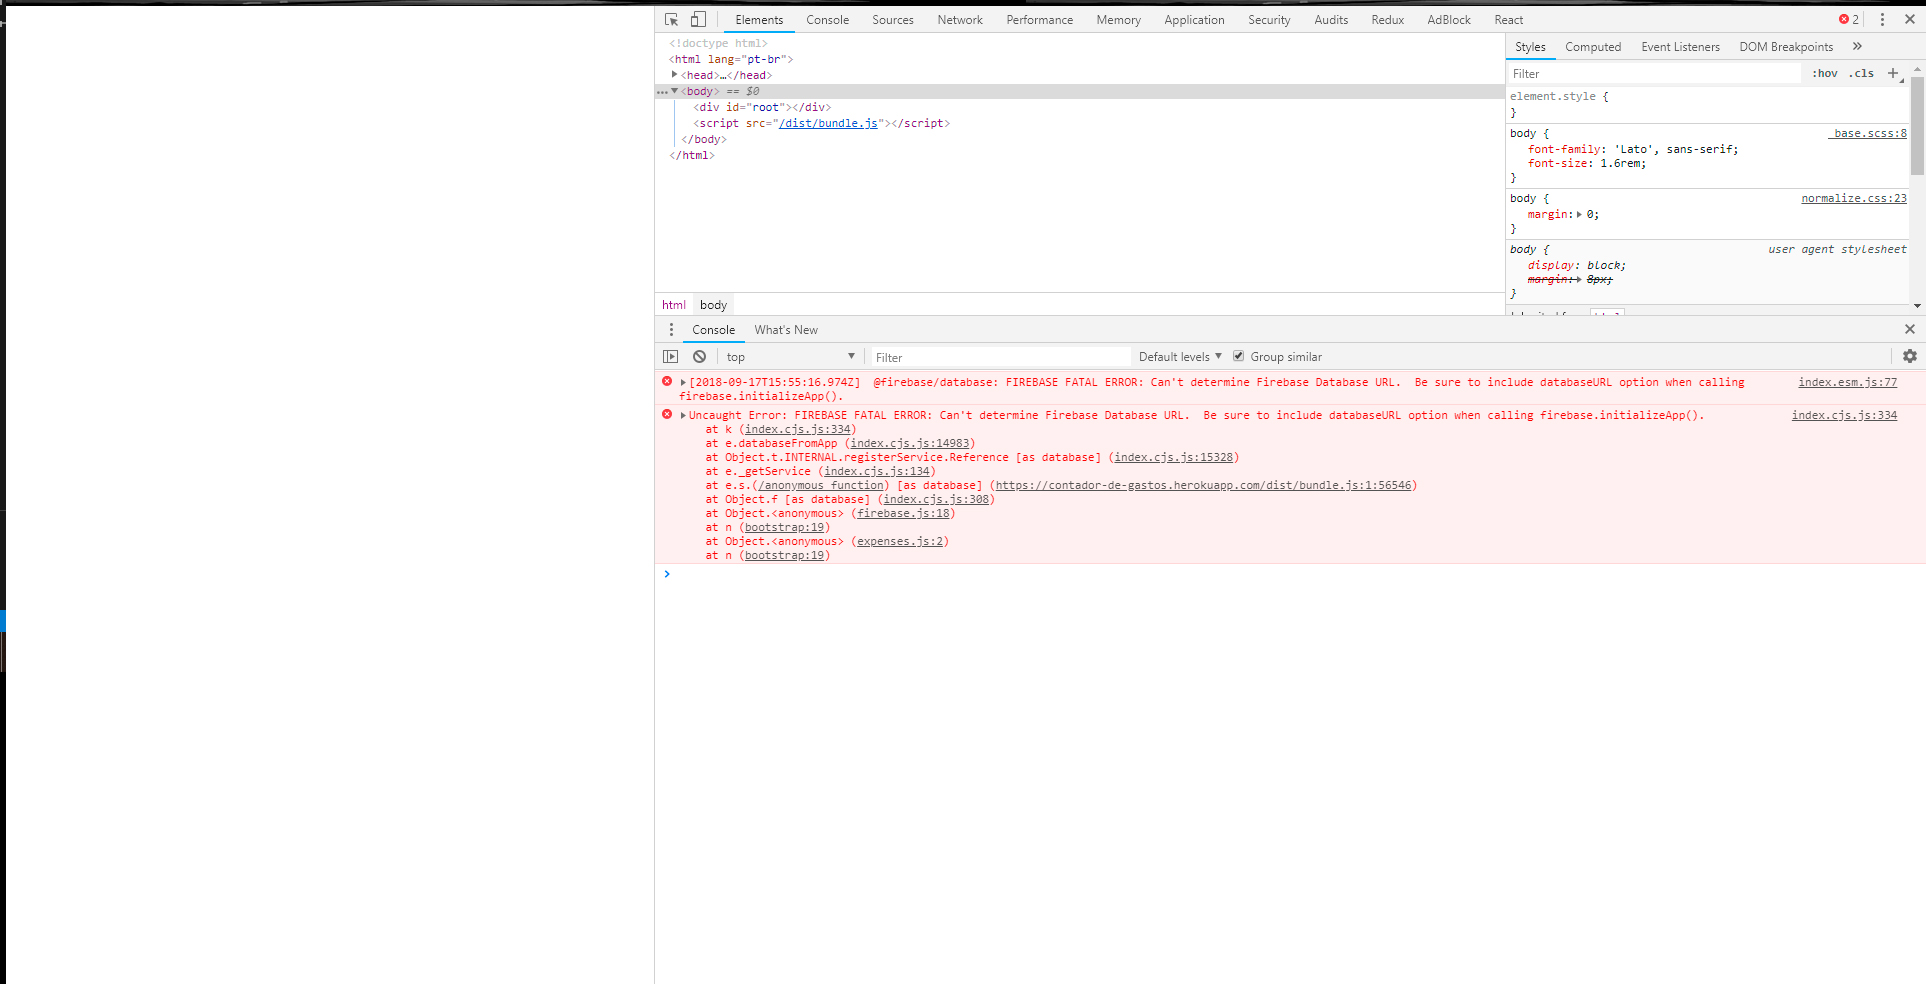 Elements Console Sources Network Performance Memory Application Security Audits Redux AdBlock React 2
<!doctype html>
<html lang="pt-br">
<head>…</head>
<body> == $0
<div id="root"></div>
<script src="/dist/bundle.js"></script>
</body>
</html>
html body
Styles Computed Event Listeners DOM Breakpoints »
Filter :hov .cls +
element.style {
}
body { _base.scss:8
font-family: 'Lato', sans-serif;
font-size: 1.6rem;
}
body { normalize.css:23
margin: 0;
}
body { user agent stylesheet
display: block;
margin: 8px;
}
Console What's New
top Filter Default levels Group similar
[2018-09-17T15:55:16.974Z] @firebase/database: FIREBASE FATAL ERROR: Can't determine Firebase Database URL. Be sure to include databaseURL option when calling index.esm.js:77
firebase.initializeApp().
Uncaught Error: FIREBASE FATAL ERROR: Can't determine Firebase Database URL. Be sure to include databaseURL option when calling firebase.initializeApp(). index.cjs.js:334
at k (index.cjs.js:334)
at e.databaseFromApp (index.cjs.js:14983)
at Object.t.INTERNAL.registerService.Reference [as database] (index.cjs.js:15328)
at e._getService (index.cjs.js:134)
at e.s.(/anonymous function) [as database] (https://contador-de-gastos.herokuapp.com/dist/bundle.js:1:56546)
at Object.f [as database] (index.cjs.js:308)
at Object.<anonymous> (firebase.js:18)
at n (bootstrap:19)
at Object.<anonymous> (expenses.js:2)
at n (bootstrap:19)